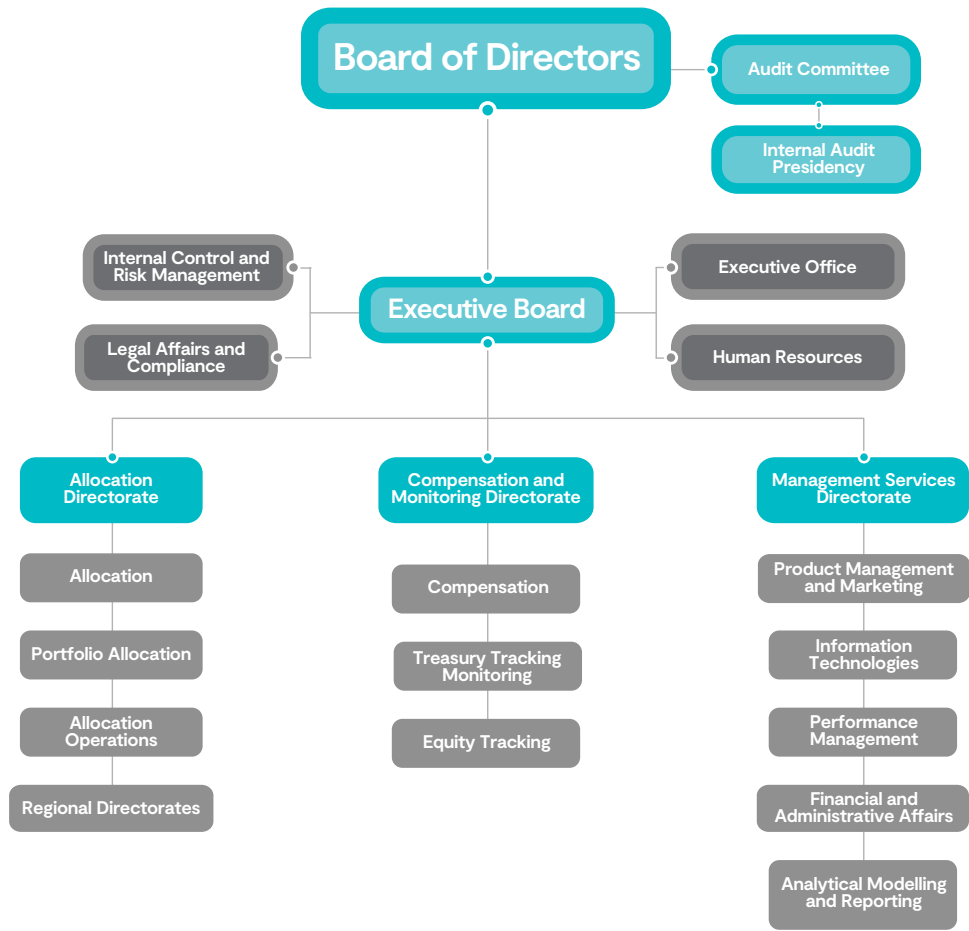 Board of Directors
Audit Committee
Internal Audit
Presidency
Internal Control and
Risk Management
Executive Office
Executive Board
Legal Affairs and
Compliance
Human Resources
Allocation
Directorate
Allocation
Portfolio Allocation
Allocation
Operations
Regional Directorates
Compensation and
Monitoring Directorate
Compensation
Treasury Tracking
Monitoring
Equity Tracking
Management Services
Directorate
Product Management
and Marketing
Information
Technologies
Performance
Management
Financial and
Administrative Affairs
Analytical Modelling
and Reporting